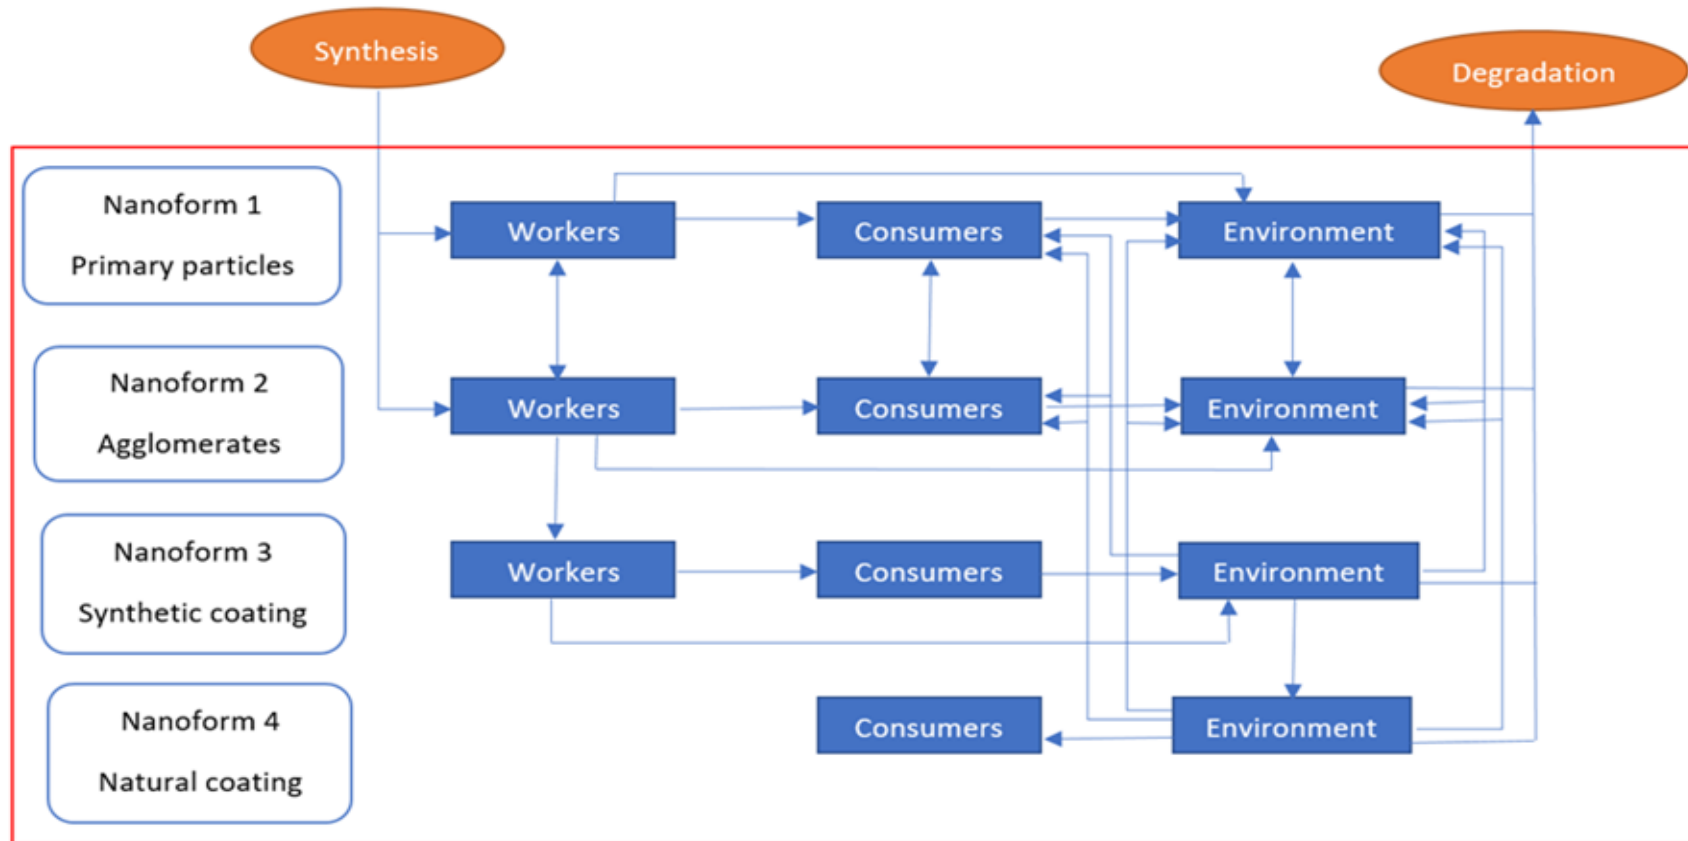 Synthesis
Degradation
Nanoform 1
Primary particles
Workers
Consumers
Environment
Nanoform 2
Agglomerates
Workers
Consumers
Environment
Nanoform 3
Synthetic coating
Workers
Consumers
Environment
Nanoform 4
Natural coating
Consumers
Environment